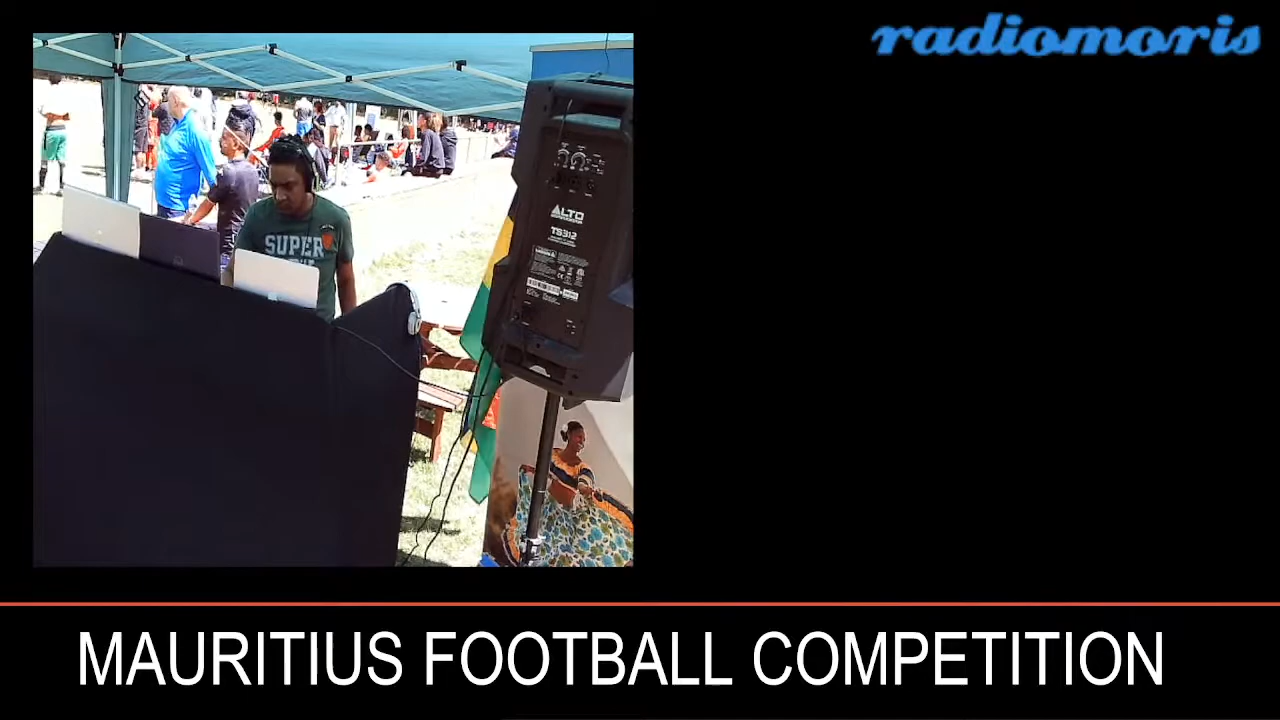 radiomoris
ALTO
TS312
SUPER
MAURITIUS FOOTBALL COMPETITION